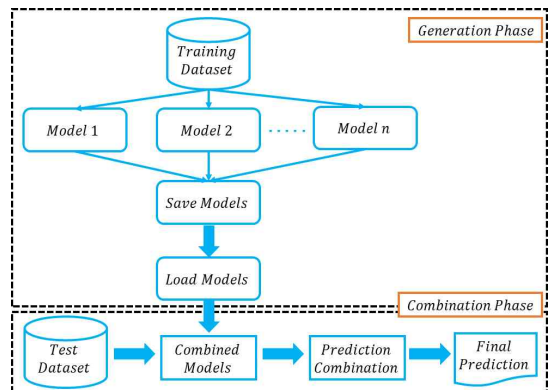 Generation Phase
Training
Dataset
Model 1
Model 2
Model n
Save Models
Load Models
Combination Phase
Test
Dataset
Combined
Models
Prediction
Combination
Final
Prediction